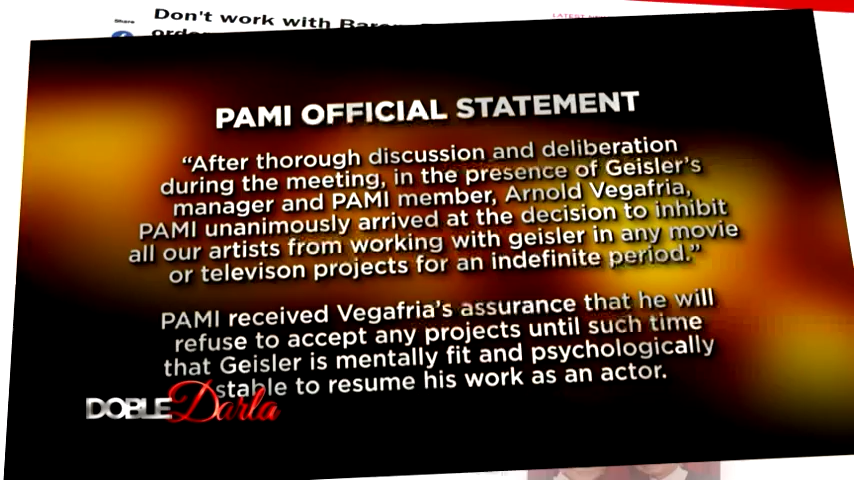 Share
Don't work with Baron
PAMI OFFICIAL STATEMENT
“After thorough discussion and deliberation
during the meeting, in the presence of Geisler's
manager and PAMI member, Arnold Vegafria,
PAMI unanimously arrived at the decision to inhibit
all our artists from working with geisler in any movie
or televison projects for an indefinite period.”
PAMI received Vegafria's assurance that he will
refuse to accept any projects until such time
that Geisler is mentally fit and psychologically
stable to resume his work as an actor.
DOBLE Darla